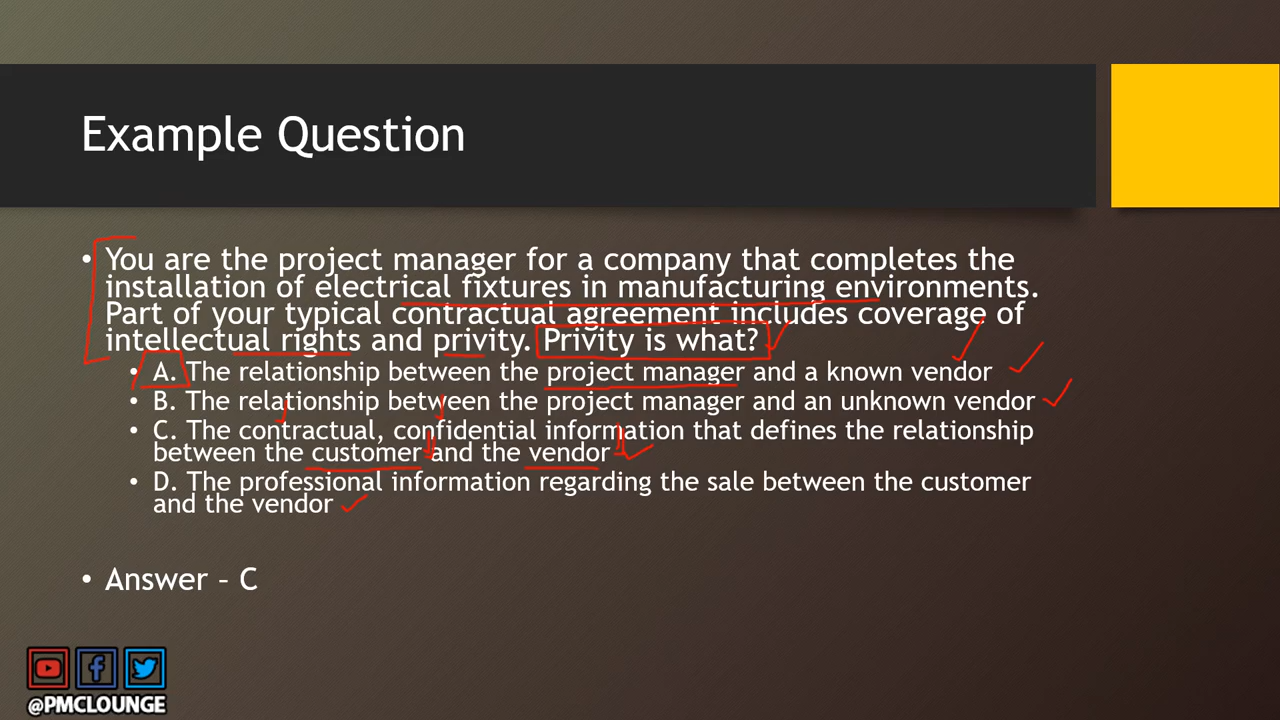 Example Question
• You are the project manager for a company that completes the
installation of electrical fixtures in manufacturing environments.
Part of your typical contractual agreement includes coverage of
intellectual rights and privity. Privity is what?
• A. The relationship between the project manager and a known vendor
• B. The relationship between the project manager and an unknown vendor
• C. The contractual, confidential information that defines the relationship
between the customer and the vendor
• D. The professional information regarding the sale between the customer
and the vendor
• Answer – C
@PMCLOUNGE